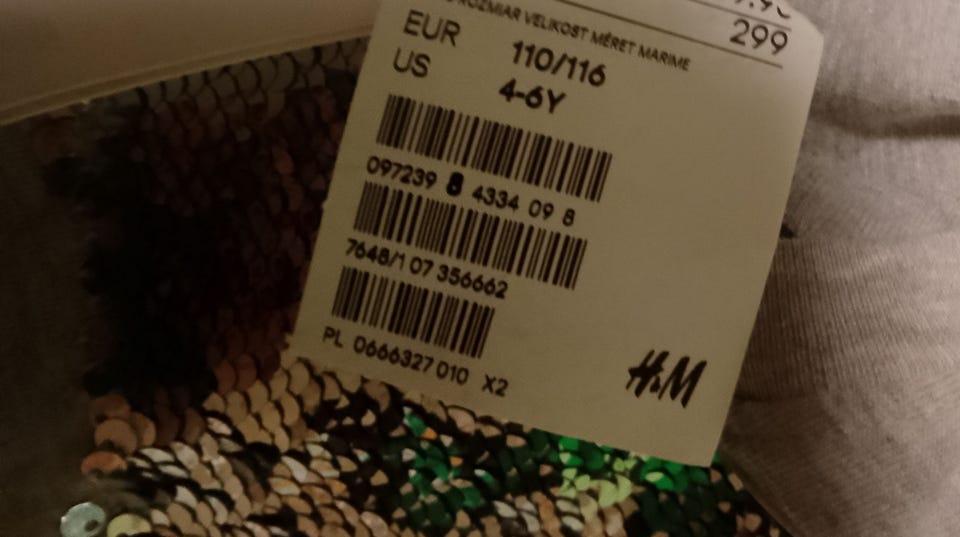 ROZMIAR VELIKOST MÉRET MARIME
299
EUR 110/116
US 4-6Y
097239 8 4334 09 8
7648/1 07 356662
PL 0666327 010 X2
H&M